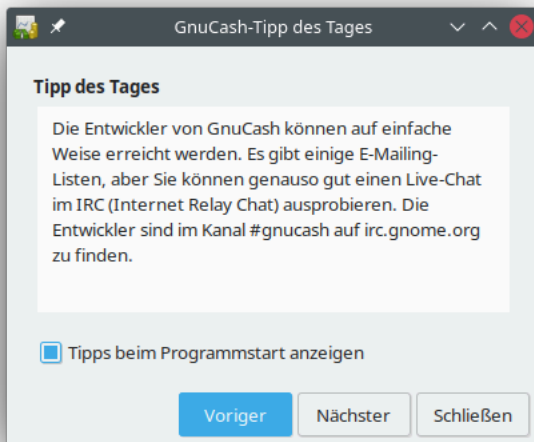 GnuCash-Tipp des Tages
Tipp des Tages
Die Entwickler von GnuCash können auf einfache
Weise erreicht werden. Es gibt einige E-Mailing-
Listen, aber Sie können genauso gut einen Live-Chat
im IRC (Internet Relay Chat) ausprobieren. Die
Entwickler sind im Kanal #gnucash auf irc.gnome.org
zu finden.
Tipps beim Programmstart anzeigen
Voriger Nächster Schließen